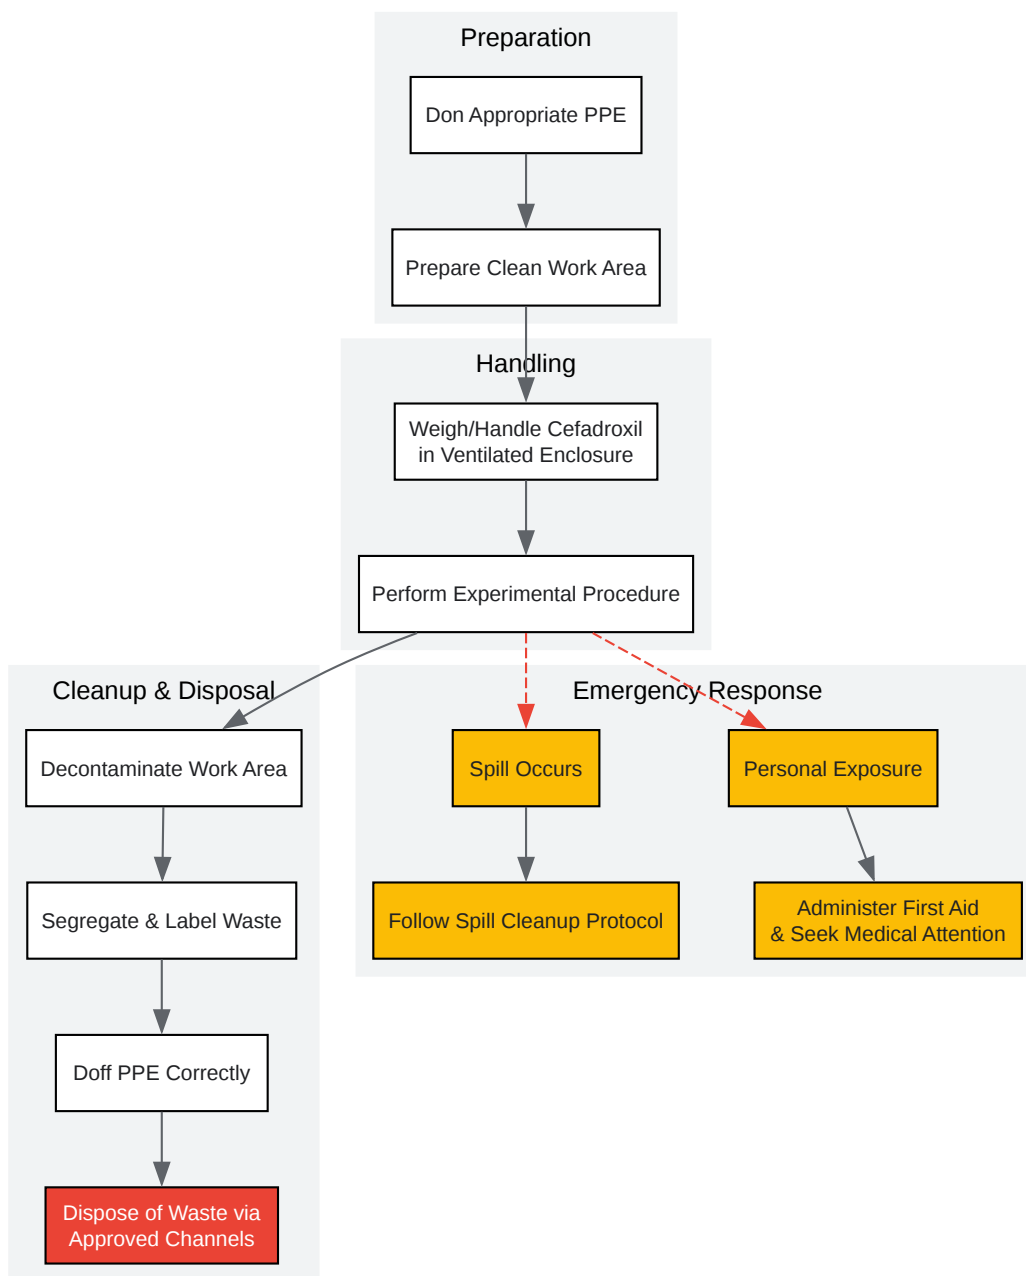 Preparation
Don Appropriate PPE
Prepare Clean Work Area
Handling
Weigh/Handle Cefadroxil
in Ventilated Enclosure
Perform Experimental Procedure
Cleanup & Disposal
Decontaminate Work Area
Segregate & Label Waste
Doff PPE Correctly
Dispose of Waste via
Approved Channels
Emergency Response
Spill Occurs
Follow Spill Cleanup Protocol
Personal Exposure
Administer First Aid
& Seek Medical Attention